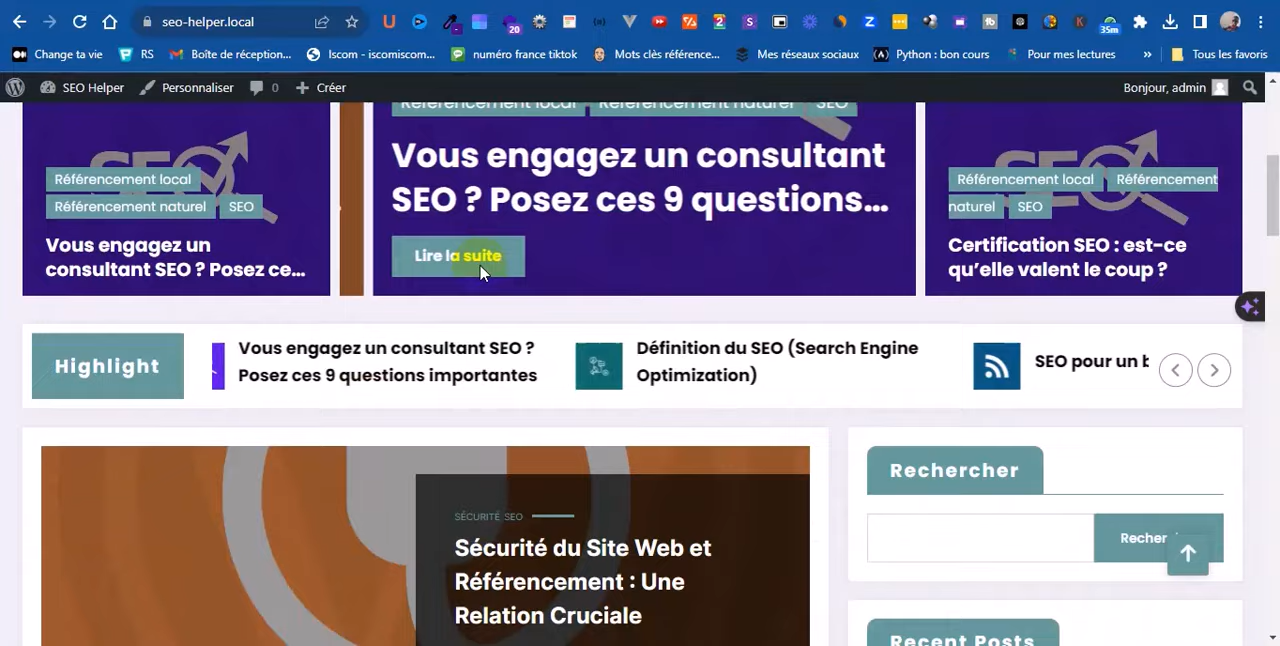 seo-helper.local
20
35m
Change ta vie
RS
Boîte de réception...
Iscom — iscomiscom...
numéro france tiktok
Mots clès référence...
Mes réseaux sociaux
Python : bon cours
Pour mes lectures
»
Tous les favoris
SEO Helper
Personnaliser
0
Créer
Bonjour, admin
Référencement local
Référencement naturel
SEO
Vous engagez un
consultant SEO ? Posez ce...
Référencement local
Référencement naturel
SEO
Vous engagez un consultant
SEO ? Posez ces 9 questions...
Lire la suite
Référencement local
Référencement
naturel
SEO
Certification SEO : est-ce
qu'elle valent le coup ?
Highlight
Vous engagez un consultant SEO ?
Posez ces 9 questions importantes
Définition du SEO (Search Engine
Optimization)
SEO pour un b
SÉCURITÉ SEO
Sécurité du Site Web et
Référencement : Une
Relation Cruciale
Rechercher
Recher
Recent Posts